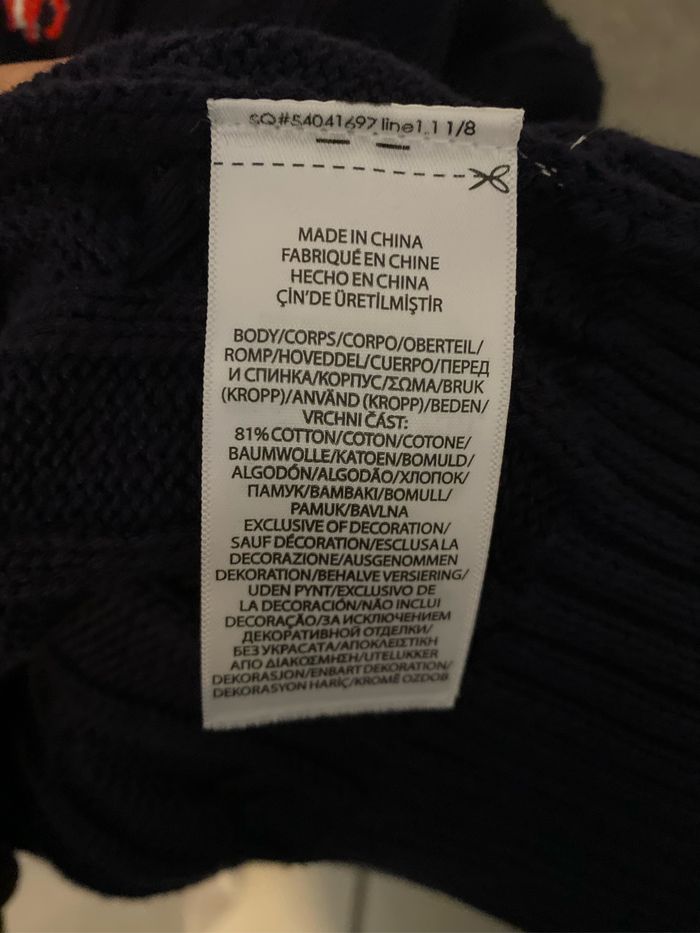 SQ#54041697 line1.1 1/8
MADE IN CHINA
FABRIQUÉ EN CHINE
HECHO EN CHINA
ÇİN'DE ÜRETİLMİŞTİR
BODY/CORPS/CORPO/OBERTEIL/
ROMP/HOVEDDEL/CUERPO/ПЕРЕД
И СПИНКА/КОРПУС/ΣΩΜΑ/BRUK
(KROPP)/ANVÄND (KROPP)/BEDEN/
VRCHNI ČÁST:
81% COTTON/COTON/COTONE/
BAUMWOLLE/KATOEN/BOMULD/
ALGODÓN/ALGODÃO/ХЛОПОК/
ПАМУК/ΒΑΜΒΑΚΙ/BOMULL/
PAMUK/BAVLNA
EXCLUSIVE OF DECORATION/
SAUF DÉCORATION/ESCLUSA LA
DECORAZIONE/AUSGENOMMEN
DEKORATION/BEHALVE VERSIERING/
UDEN PYNT/EXCLUSIVO DE
LA DECORACIÓN/NÃO INCLUI
DECORAÇÃO/ЗА ИСКЛЮЧЕНИЕМ
ДЕКОРАТИВНОЙ ОТДЕЛКИ/
БЕЗ УКРАСАТА/ΑΠΟΚΛΕΙΣΤΙΚΗ
ΑΠΟ ΔΙΑΚΟΣΜΗΣΗ/UTELUKKER
DEKORASJON/ENBART DEKORATION/
DEKORASYON HARİÇ/KROMĚ OZDOB